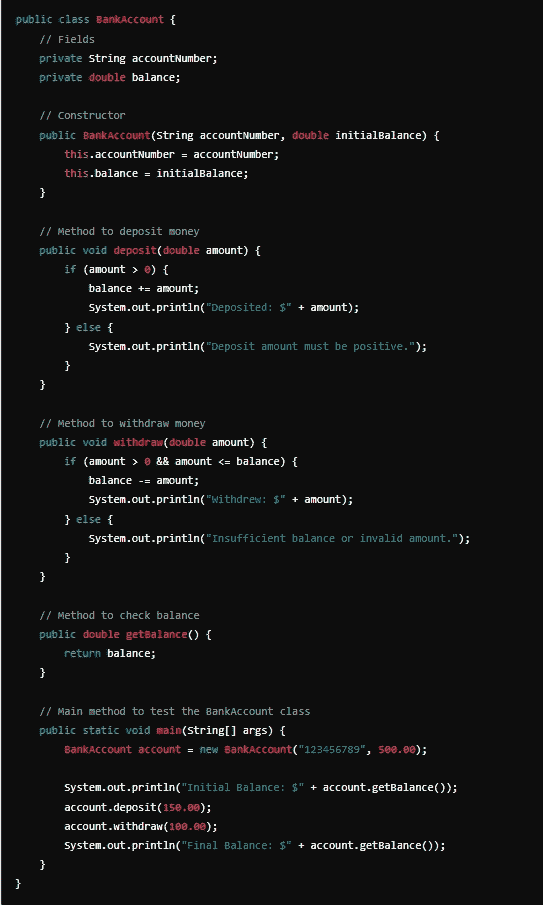 public class BankAccount {
    // Fields
    private String accountNumber;
    private double balance;

    // Constructor
    public BankAccount(String accountNumber, double initialBalance) {
        this.accountNumber = accountNumber;
        this.balance = initialBalance;
    }

    // Method to deposit money
    public void deposit(double amount) {
        if (amount > 0) {
            balance += amount;
            System.out.println("Deposited: $" + amount);
        } else {
            System.out.println("Deposit amount must be positive.");
        }
    }

    // Method to withdraw money
    public void withdraw(double amount) {
        if (amount > 0 && amount <= balance) {
            balance -= amount;
            System.out.println("Withdrew: $" + amount);
        } else {
            System.out.println("Insufficient balance or invalid amount.");
        }
    }

    // Method to check balance
    public double getBalance() {
        return balance;
    }

    // Main method to test the BankAccount class
    public static void main(String[] args) {
        BankAccount account = new BankAccount("123456789", 500.00);

        System.out.println("Initial Balance: $" + account.getBalance());
        account.deposit(150.00);
        account.withdraw(100.00);
        System.out.println("Final Balance: $" + account.getBalance());
    }
}